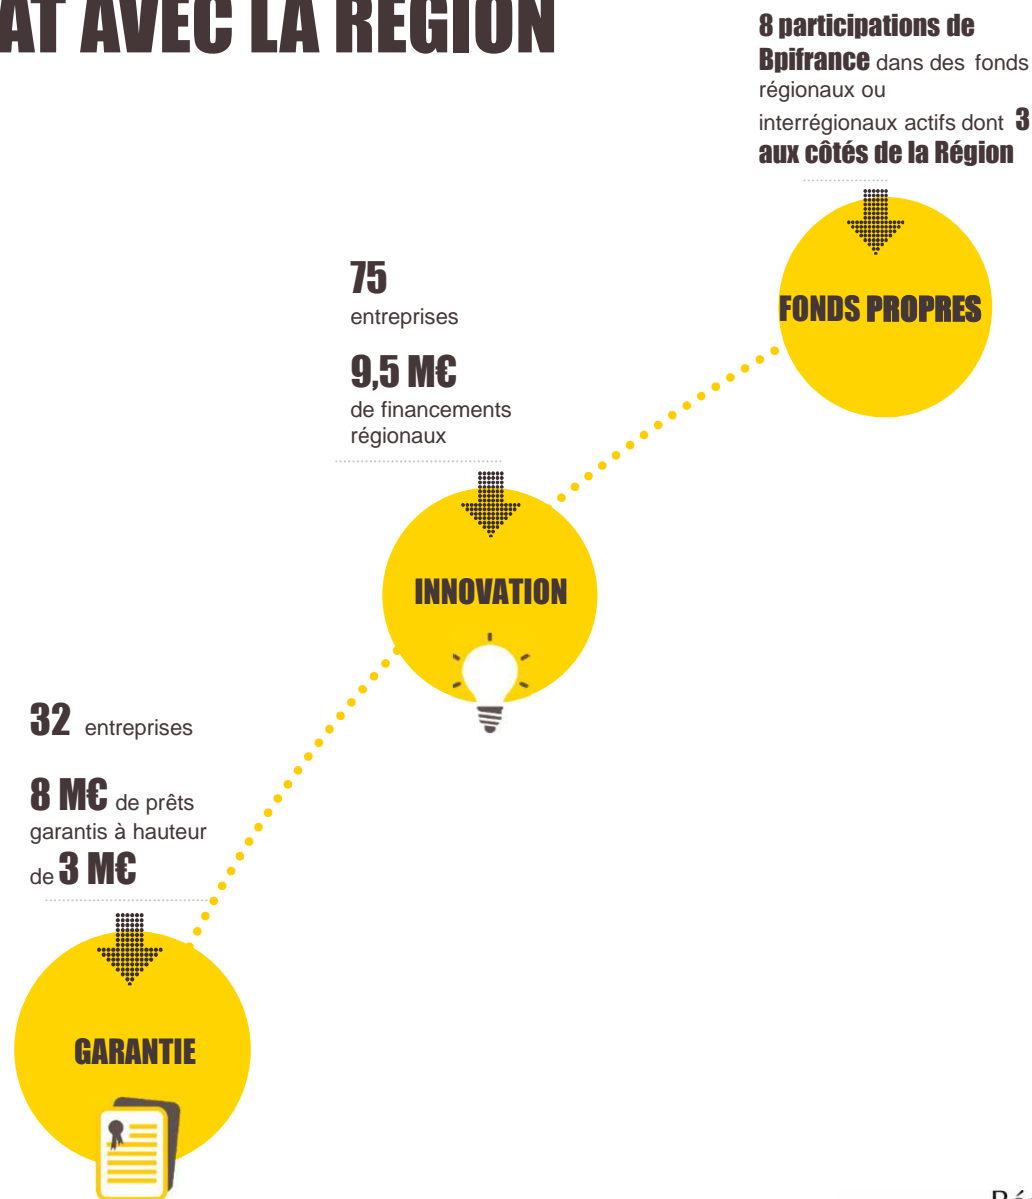 AT AVEC LA RÉGION
8 participations de
Bpifrance dans des fonds
régionaux ou
interrégionaux actifs dont 3
aux côtés de la Région
FONDS PROPRES
75
entreprises
9,5 M€
de financements
régionaux
INNOVATION
32 entreprises
8 M€ de prêts
garantis à hauteur
de 3 M€
GARANTIE